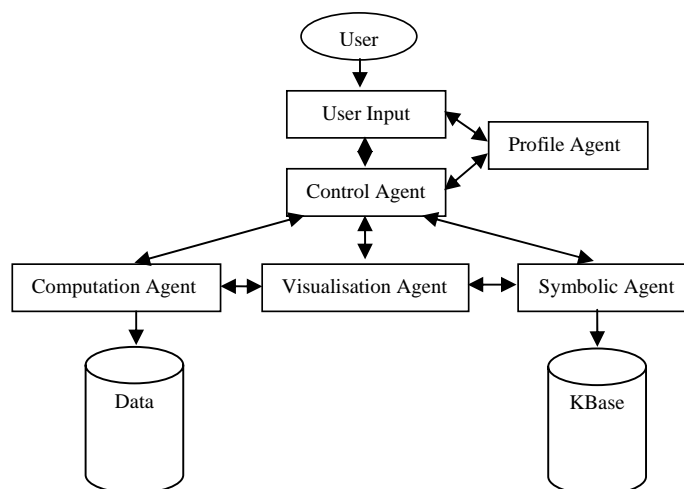 User
User Input
Profile Agent
Control Agent
Computation Agent
Visualisation Agent
Symbolic Agent
Data
KBase